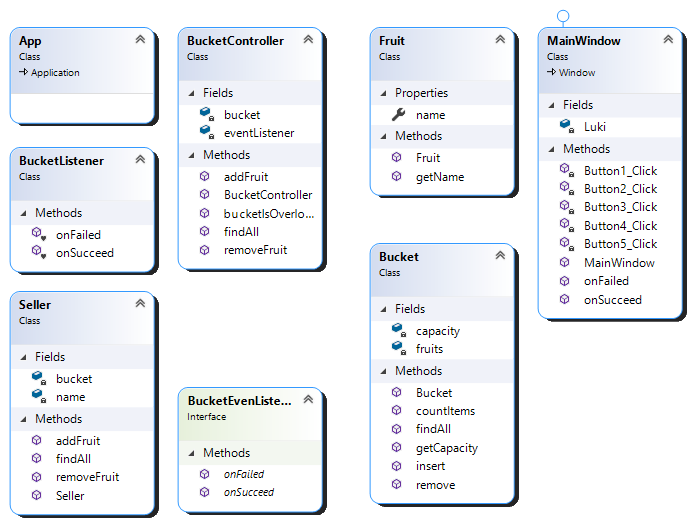 App
Class
Application
BucketListener
Class
Methods
onFailed
onSucceed
Seller
Class
Fields
bucket
name
Methods
addFruit
findAll
removeFruit
Seller
BucketController
Class
Fields
bucket
eventListener
Methods
addFruit
BucketController
bucketIsOverlo...
findAll
removeFruit
BucketEvenListe...
Interface
Methods
onFailed
onSucceed
Fruit
Class
Properties
name
Methods
Fruit
getName
Bucket
Class
Fields
capacity
fruits
Methods
Bucket
countItems
findAll
getCapacity
insert
remove
MainWindow
Class
Window
Fields
Luki
Methods
Button1_Click
Button2_Click
Button3_Click
Button4_Click
Button5_Click
MainWindow
onFailed
onSucceed